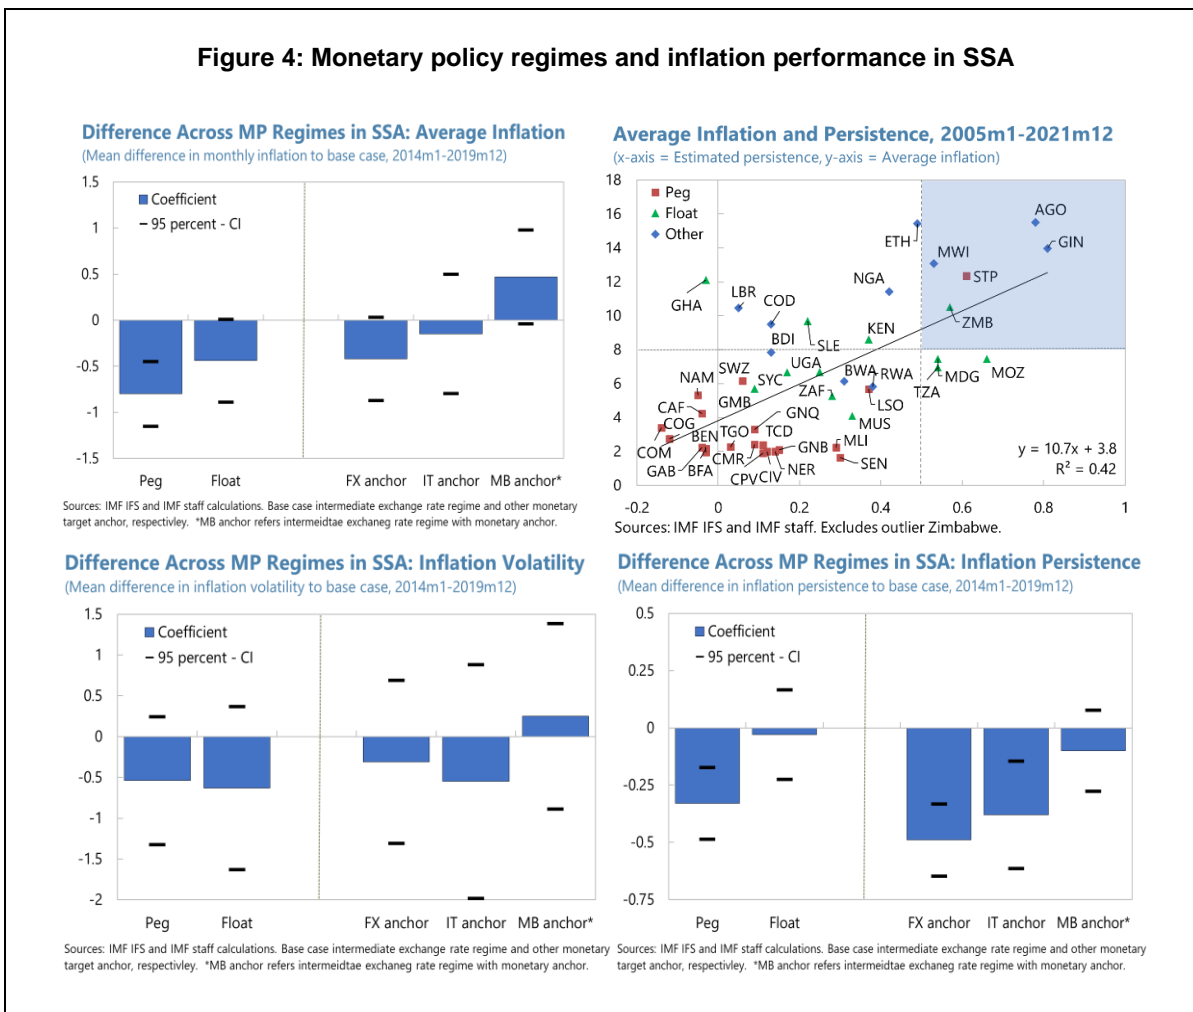 Figure 4: Monetary policy regimes and inflation performance in SSA
Difference Across MP Regimes in SSA: Average Inflation
(Mean difference in monthly inflation to base case, 2014m1-2019m12)
1.5
1
0.5
0
-0.5
-1
-1.5
Coefficient
95 percent - CI
Peg
Float
FX anchor
IT anchor
MB anchor*
Sources: IMF IFS and IMF staff calculations. Base case intermediate exchange rate regime and other monetary
target anchor, respectivley. *MB anchor refers intermeidtae exchaneg rate regime with monetary anchor.
Average Inflation and Persistence, 2005m1-2021m12
(x-axis = Estimated persistence, y-axis = Average inflation)
18
16
14
12
10
8
6
4
2
0
Peg
Float
Other
AGO
ETH
GIN
MWI
NGA
STP
GHA
LBR
COD
ZMB
KEN
BDI
SLE
SWZ
UGA
BWA
RWA
MDG
MOZ
NAM
SYC
ZAF
TZA
GMB
LSO
CAF
GNQ
MUS
COG
BEN
TGO
TCD
MLI
COM
CMR
GNB
SEN
GAB
BFA
NER
CPV
CIV
y = 10.7x + 3.8
R² = 0.42
-0.2
0
0.2
0.4
0.6
0.8
1
Sources: IMF IFS and IMF staff. Excludes outlier Zimbabwe.
Difference Across MP Regimes in SSA: Inflation Volatility
(Mean difference in inflation volatility to base case, 2014m1-2019m12)
1.5
1
0.5
0
-0.5
-1
-1.5
-2
Coefficient
95 percent - CI
Peg
Float
FX anchor
IT anchor
MB anchor*
Sources: IMF IFS and IMF staff calculations. Base case intermediate exchange rate regime and other monetary
target anchor, respectivley. *MB anchor refers intermeidtae exchaneg rate regime with monetary anchor.
Difference Across MP Regimes in SSA: Inflation Persistence
(Mean difference in inflation persistence to base case, 2014m1-2019m12)
0.5
0.25
0
-0.25
-0.5
-0.75
Coefficient
95 percent - CI
Peg
Float
FX anchor
IT anchor
MB anchor*
Sources: IMF IFS and IMF staff calculations. Base case intermediate exchange rate regime and other monetary
target anchor, respectivley. *MB anchor refers intermeidtae exchaneg rate regime with monetary anchor.